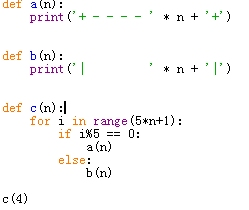 def a(n):
    print('+ - - - - ' * n + '+')
def b(n):
    print('|         ' * n + '|')
def c(n):
    for i in range(5*n+1):
        if i%5 == 0:
            a(n)
        else:
            b(n)
c(4)